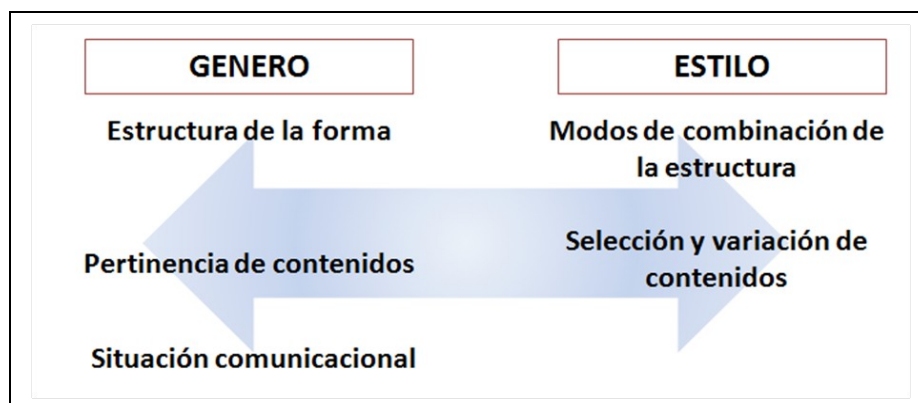 GENERO
Estructura de la forma
Pertinencia de contenidos
Situación comunicacional
ESTILO
Modos de combinación de
la estructura
Selección y variación de
contenidos